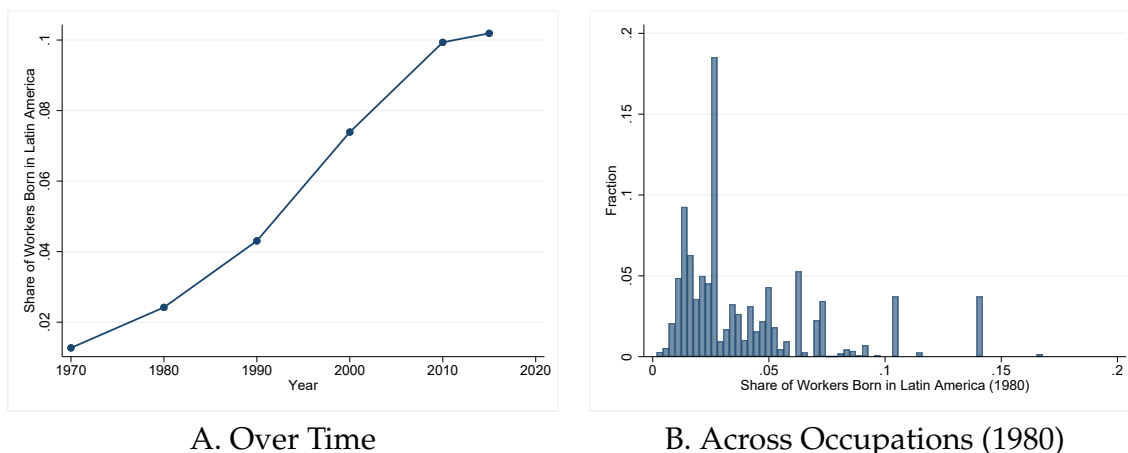 Share of Workers Born in Latin America
.1
.08
.06
.04
.02
1970 1980 1990 2000 2010 2020
Year
A. Over Time
Fraction
.2
.15
.1
.05
0
0 .05 .1 .15 .2
Share of Workers Born in Latin America (1980)
B. Across Occupations (1980)